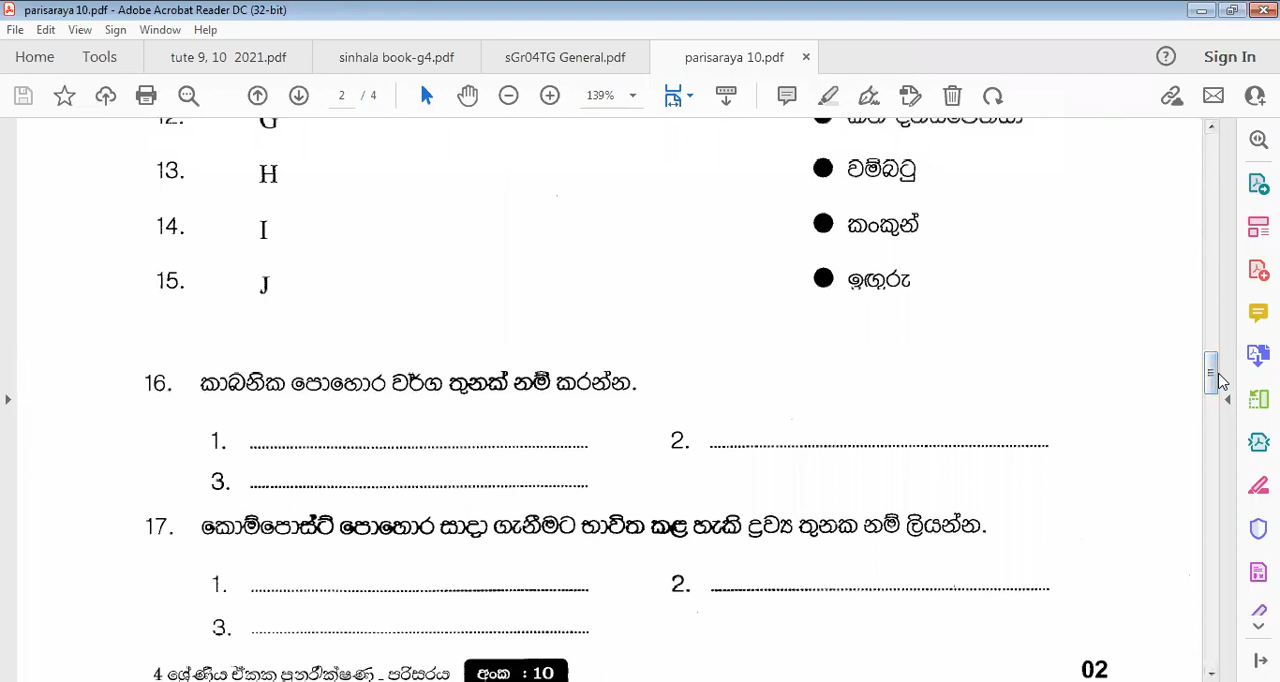 parisaraya 10.pdf - Adobe Acrobat Reader DC (32-bit)
File Edit View Sign Window Help
Home Tools tute 9, 10 2021.pdf sinhala book-g4.pdf sGr04TG General.pdf parisaraya 10.pdf × Sign In
2 / 4 139%
12. G
13. H ● වම්බටු
14. I ● කංකුන්
15. J ● ඉඟුරු
16. කාබනික පොහොර වර්ග තුනක් නම් කරන්න.
1. ........................ 2. ........................
3. ........................
17. කොම්පොස්ට් පොහොර සාදා ගැනීමට භාවිත කළ හැකි ද්‍රව්‍ය තුනක නම් ලියන්න.
1. ........................ 2. ........................
3. ........................
4 ශ්‍රේණිය ඒකක පුනරීක්ෂණ - පරිසරය අංක : 10 02